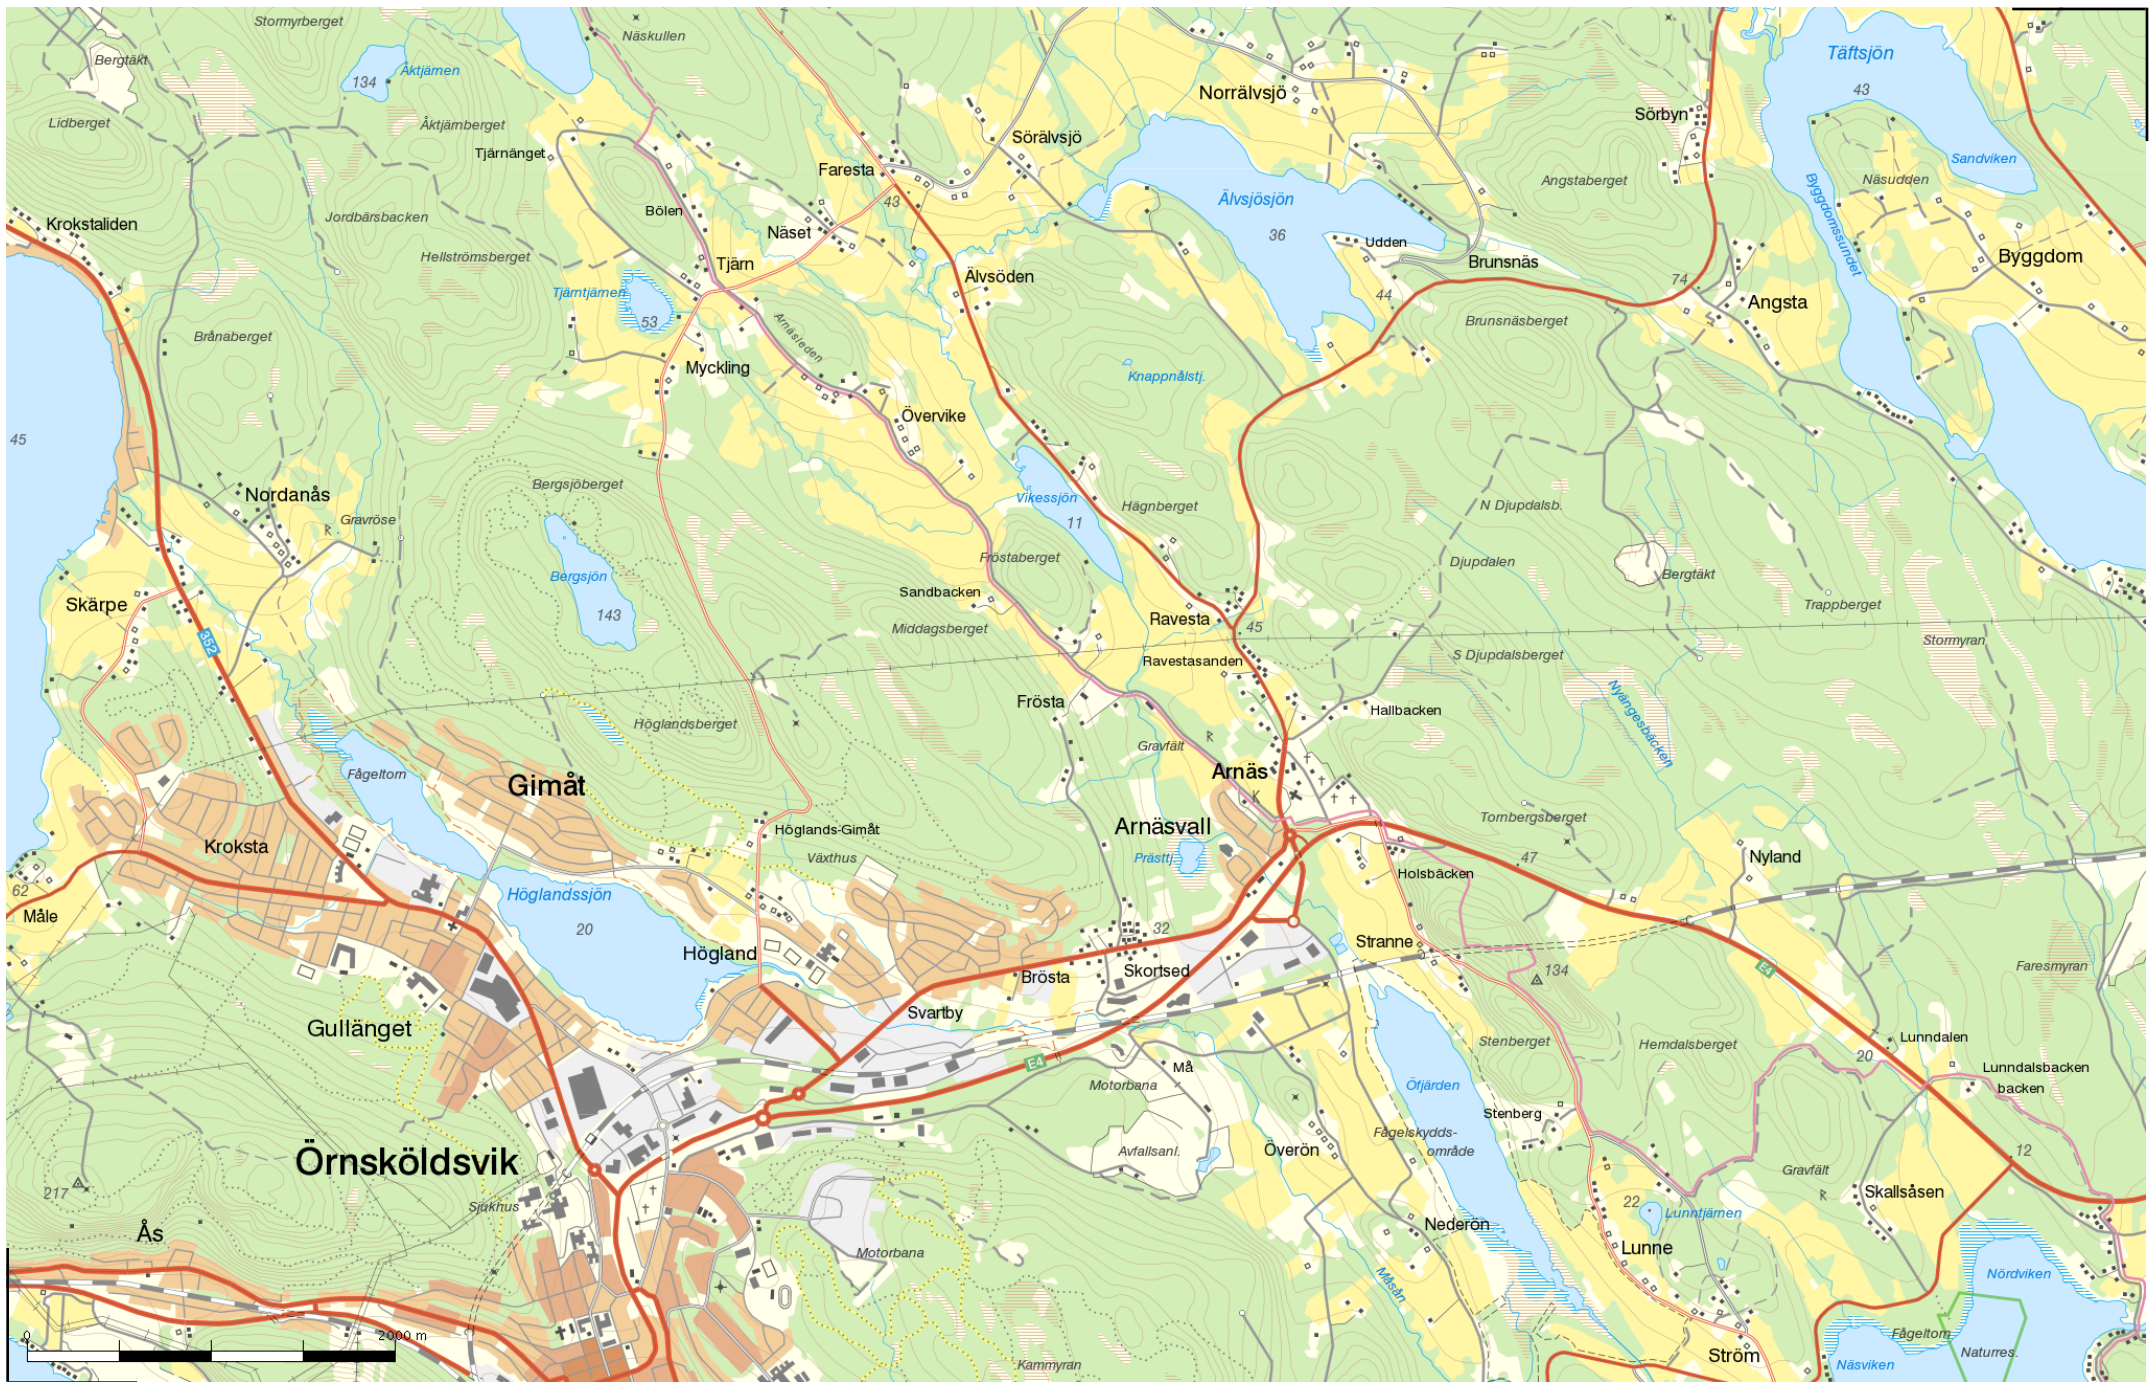 Stormyrberget
Näskullen
Bergtäkt
Åktjärnen
134
Täftsjön
43
Norrälvsjö
Sörbyn
Lidberget
Åktjärnberget
Tjärnänget
Sörälvsjö
Faresta
43
Sandviken
Angstaberget
Näsudden
Byggdomssundet
Krokstaliden
Jordbärsbacken
Bölen
Näset
Älvsjösjön
36
Udden
Hellströmsberget
Tjärn
Brunsnäs
Byggdom
Älvsöden
74
Tjärntjärnen
53
44
Angsta
Brånaberget
Arnäsleden
Brunsnäsberget
Myckling
Knappnålstj.
Övervike
45
Bergsjöberget
Nordanås
Vikessjön
11
Hägnberget
N Djupdalsb.
Gravröse
Fröstaberget
Djupdalen
Bergsjön
143
Bergtäkt
Sandbacken
Skärpe
Trappberget
Ravesta
45
352
Middagsberget
Stormyran
Ravestasanden
S Djupdalsberget
Frösta
Nyängesbäcken
Hallbacken
Höglandsberget
Gravfält
Fågeltorn
Gimåt
Arnäs
Arnäsvall
Tornbergsberget
Höglands-Gimåt
Kroksta
Växthus
Prästtj.
47
Nyland
Holsbäcken
62
Måle
Höglandssjön
20
32
Stranne
Högland
Brösta
Skortsed
134
E4
Faresmyran
Svartby
Gullänget
Stenberget
Hemdalsberget
Lunndalen
20
E4
Må
Lunndalsbacken
backen
Motorbana
Öfjärden
Stenberg
Fågelskydds-
område
Örnsköldsvik
Avfallsanl.
Överön
12
Gravfält
217
Skallsåsen
Sjukhus
22
Lunntjärnen
Ås
Nederön
Lunne
Motorbana
Måsån
Nördviken
0
2000 m
Fågeltorn
Naturres.
Kammyran
Ström
Näsviken